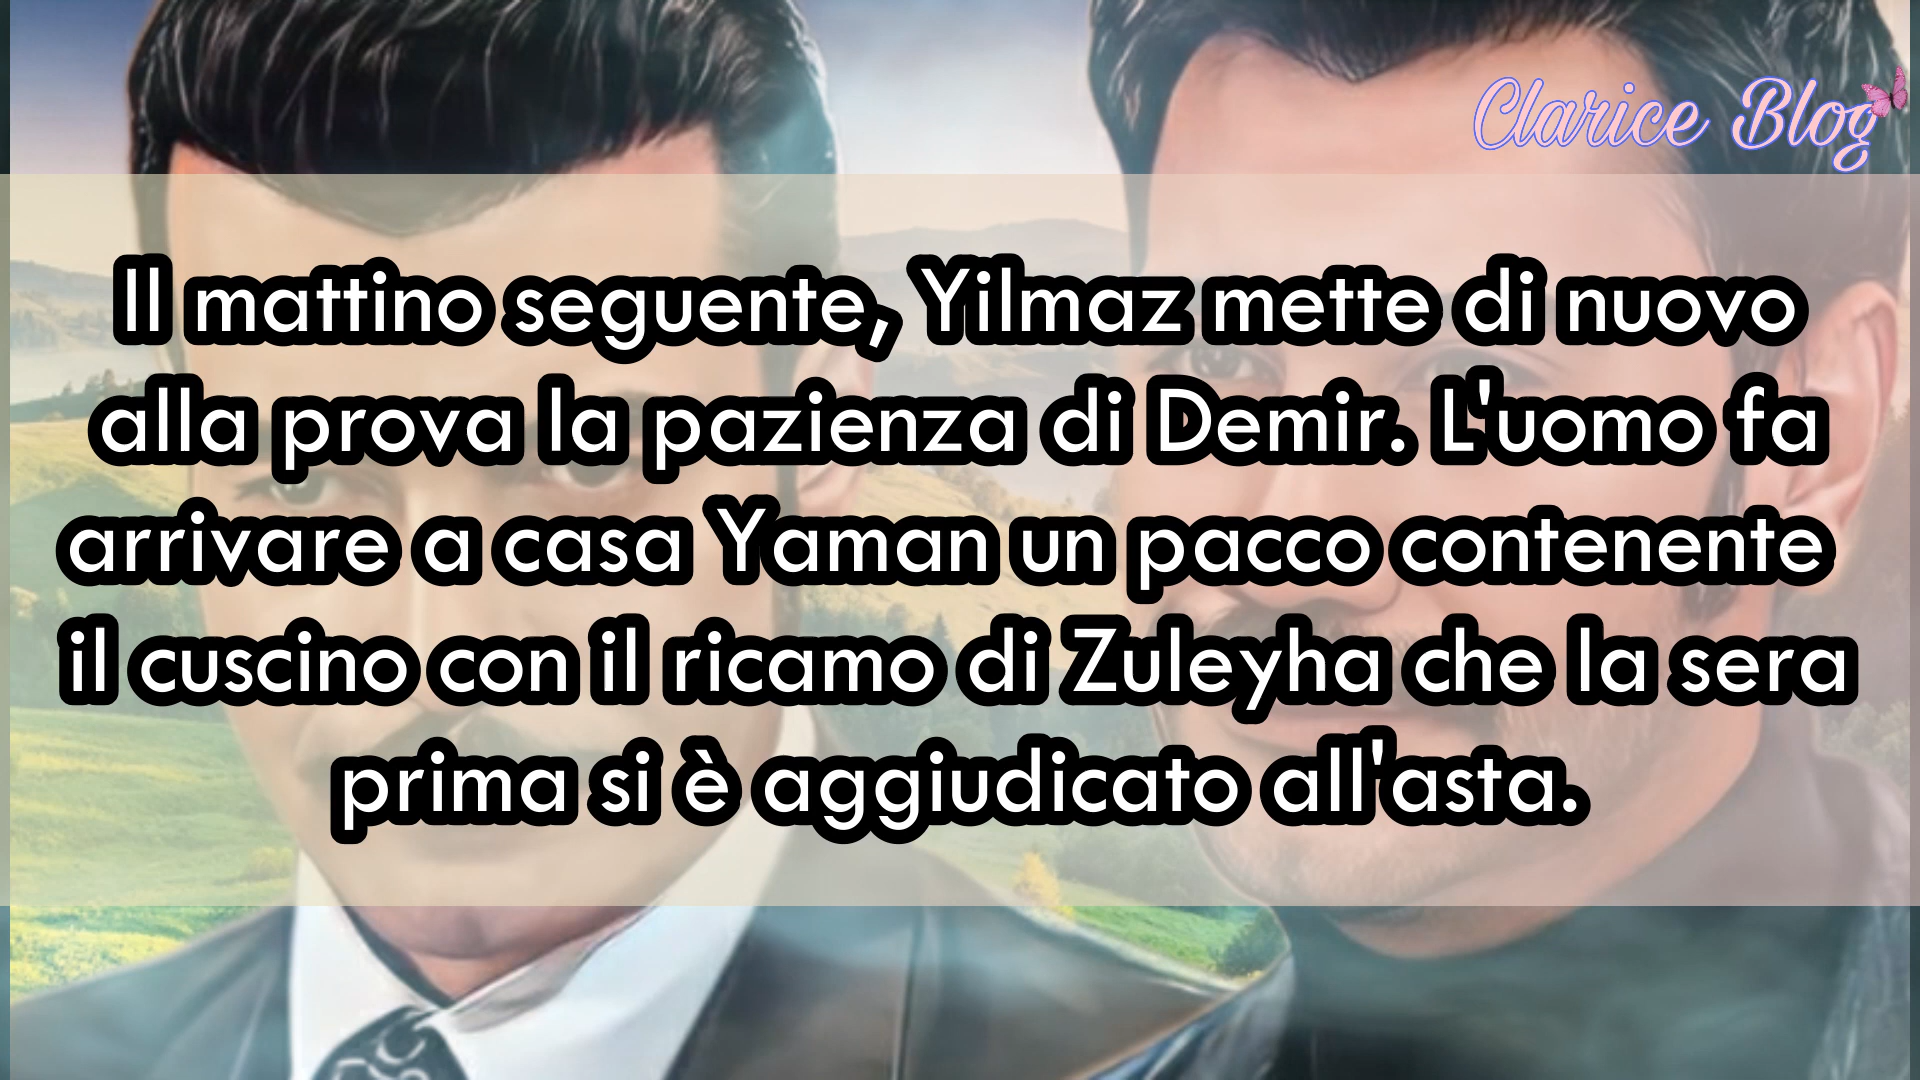 Clarice Blog
Il mattino seguente, Yilmaz mette di nuovo
alla prova la pazienza di Demir. L'uomo fa
arrivare a casa Yaman un pacco contenente
il cuscino con il ricamo di Zuleyha che la sera
prima si è aggiudicato all'asta.